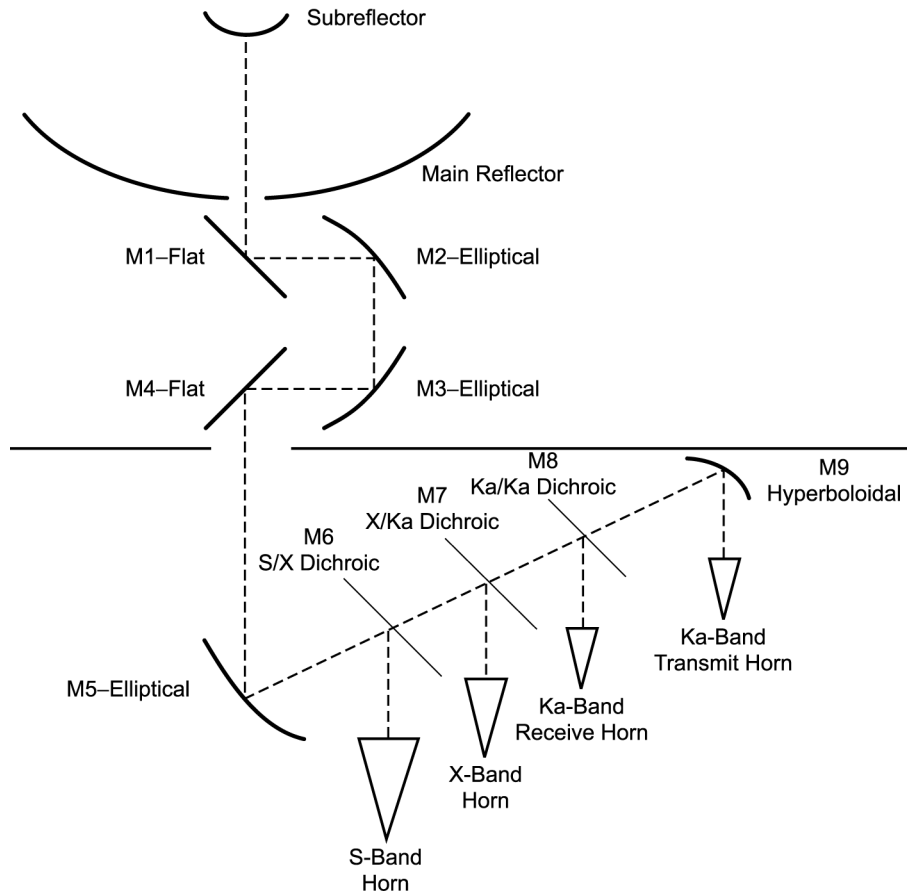 Subreflector
Main Reflector
M1–Flat
M2–Elliptical
M4–Flat
M3–Elliptical
M8
Ka/Ka Dichroic
M9
Hyperboloidal
M7
X/Ka Dichroic
M6
S/X Dichroic
Ka-Band
Transmit Horn
M5–Elliptical
Ka-Band
Receive Horn
X-Band
Horn
S-Band
Horn